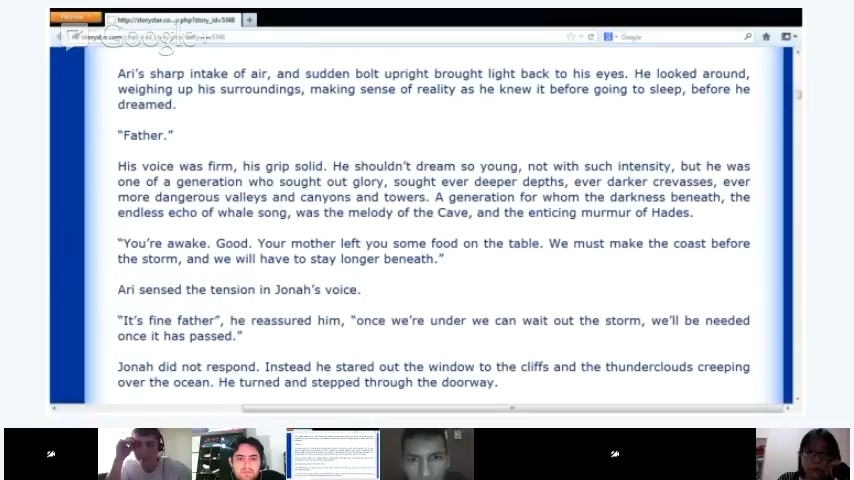 http://storystar.co...y.php?story_id=5348
Google+
Google
Ari’s sharp intake of air, and sudden bolt upright brought light back to his eyes. He looked around,
weighing up his surroundings, making sense of reality as he knew it before going to sleep, before he
dreamed.
“Father.”
His voice was firm, his grip solid. He shouldn’t dream so young, not with such intensity, but he was
one of a generation who sought out glory, sought ever deeper depths, ever darker crevasses, ever
more dangerous valleys and canyons and towers. A generation for whom the darkness beneath, the
endless echo of whale song, was the melody of the Cave, and the enticing murmur of Hades.
“You’re awake. Good. Your mother left you some food on the table. We must make the coast before
the storm, and we will have to stay longer beneath.”
Ari sensed the tension in Jonah’s voice.
“It’s fine father”, he reassured him, “once we’re under we can wait out the storm, we’ll be needed
once it has passed.”
Jonah did not respond. Instead he stared out the window to the cliffs and the thunderclouds creeping
over the ocean. He turned and stepped through the doorway.